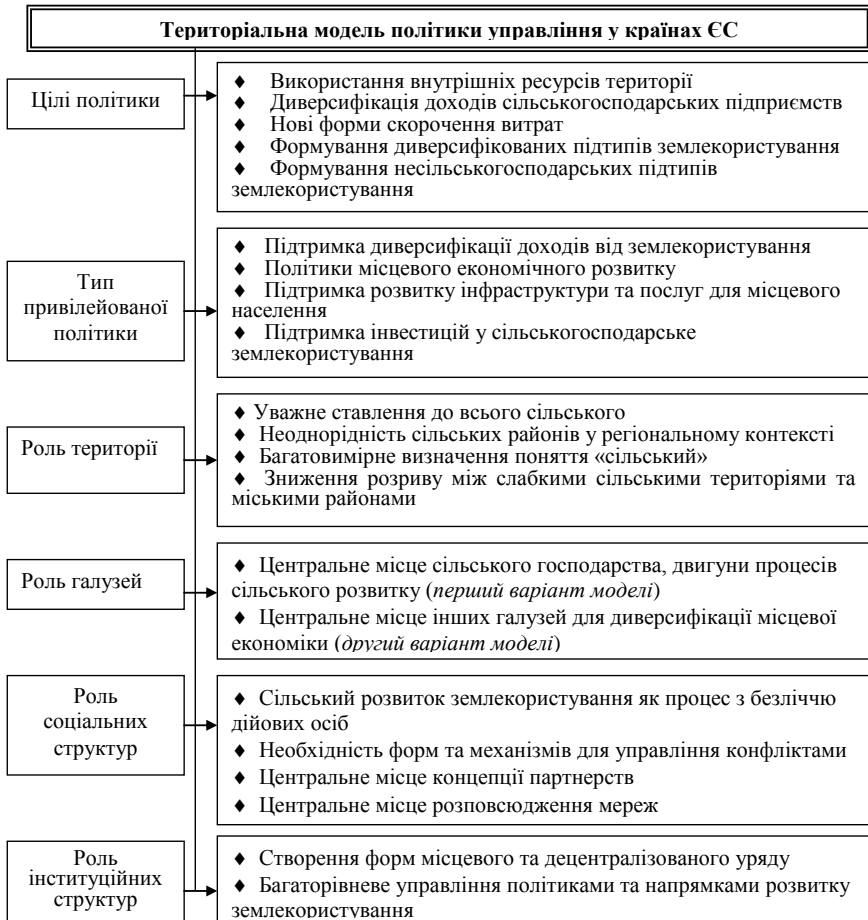 Територіальна модель політики управління у країнах ЄС
Цілі політики
♦ Використання внутрішніх ресурсів території
♦ Диверсифікація доходів сільськогосподарських підприємств
♦ Нові форми скорочення витрат
♦ Формування диверсифікованих підтипів землекористування
♦ Формування несільськогосподарських підтипів
землекористування
Тип
привілейованої
політики
♦ Підтримка диверсифікації доходів від землекористування
♦ Політики місцевого економічного розвитку
♦ Підтримка розвитку інфраструктури та послуг для місцевого
населення
♦ Підтримка інвестицій у сільськогосподарське
землекористування
Роль території
♦ Уважне ставлення до всього сільського
♦ Неоднорідність сільських районів у регіональному контексті
♦ Багатовимірне визначення поняття «сільський»
♦ Зниження розриву між слабкими сільськими територіями та
міськими районами
Роль галузей
♦ Центральне місце сільського господарства, двигуни процесів
сільського розвитку (перший варіант моделі)
♦ Центральне місце інших галузей для диверсифікації місцевої
економіки (другий варіант моделі)
Роль
соціальних
структур
♦ Сільський розвиток землекористування як процес з безліччю
дійових осіб
♦ Необхідність форм та механізмів для управління конфліктами
♦ Центральне місце концепції партнерств
♦ Центральне місце розповсюдження мереж
Роль
інституційних
структур
♦ Створення форм місцевого та децентралізованого уряду
♦ Багаторівневе управління політиками та напрямками розвитку
землекористування